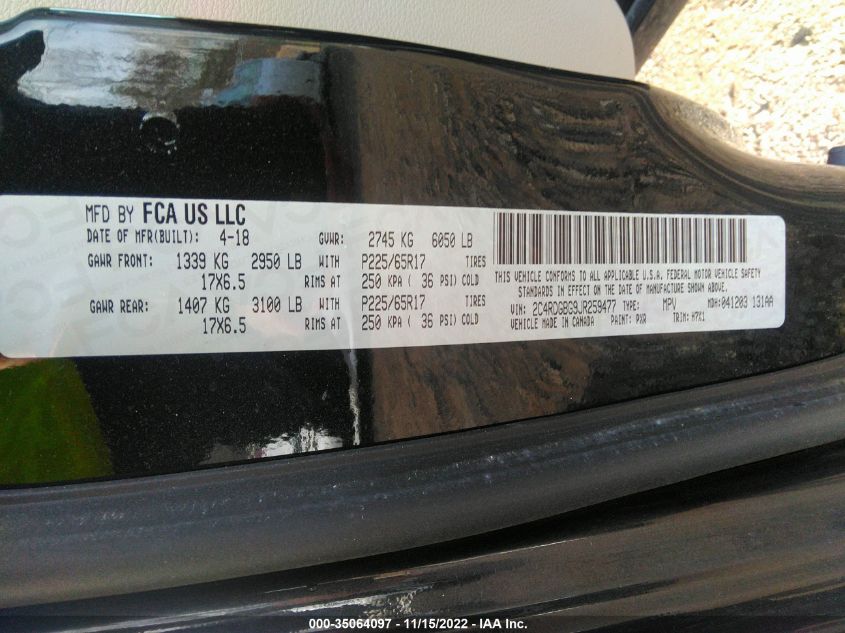 MFD BY FCA US LLC
DATE OF MFR(BUILT): 4-18 GVWR: 2745 KG 6050 LB
GAWR FRONT: 1339 KG 2950 LB WITH P225/65R17 TIRES
17X6.5 RIMS AT 250 KPA ( 36 PSI) COLD
GAWR REAR: 1407 KG 3100 LB WITH P225/65R17 TIRES
17X6.5 RIMS AT 250 KPA ( 36 PSI) COLD
THIS VEHICLE CONFORMS TO ALL APPLICABLE U.S.A. FEDERAL MOTOR VEHICLE SAFETY
STANDARDS IN EFFECT ON THE DATE OF MANUFACTURE SHOWN ABOVE.
VIN: 2C4RDGBG9JR259477 TYPE: MPV MDH:041203 131AA
VEHICLE MADE IN CANADA PAINT: PXR TRIM: H7X1
000-35064097 - 11/15/2022 - IAA Inc.